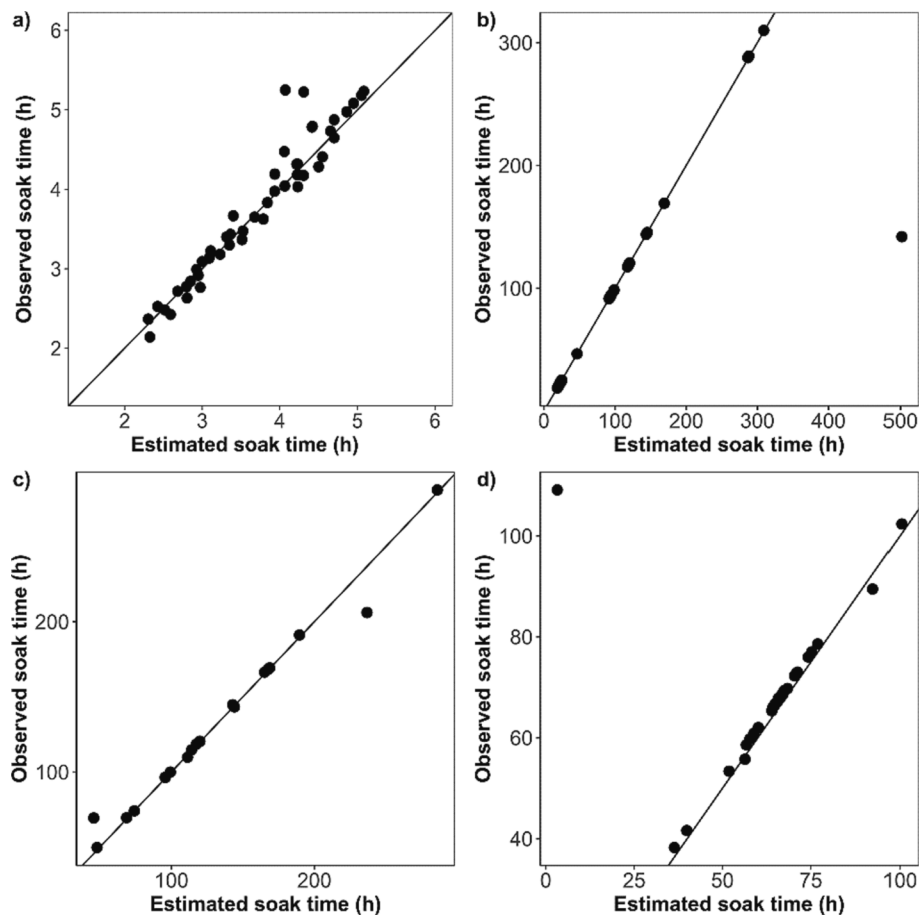 a)
Observed soak time (h)
6
5
4
3
2
2 3 4 5 6
Estimated soak time (h)
b)
Observed soak time (h)
300
200
100
0 100 200 300 400 500
Estimated soak time (h)
c)
Observed soak time (h)
200
100
100 200
Estimated soak time (h)
d)
Observed soak time (h)
100
80
60
40
0 25 50 75 100
Estimated soak time (h)